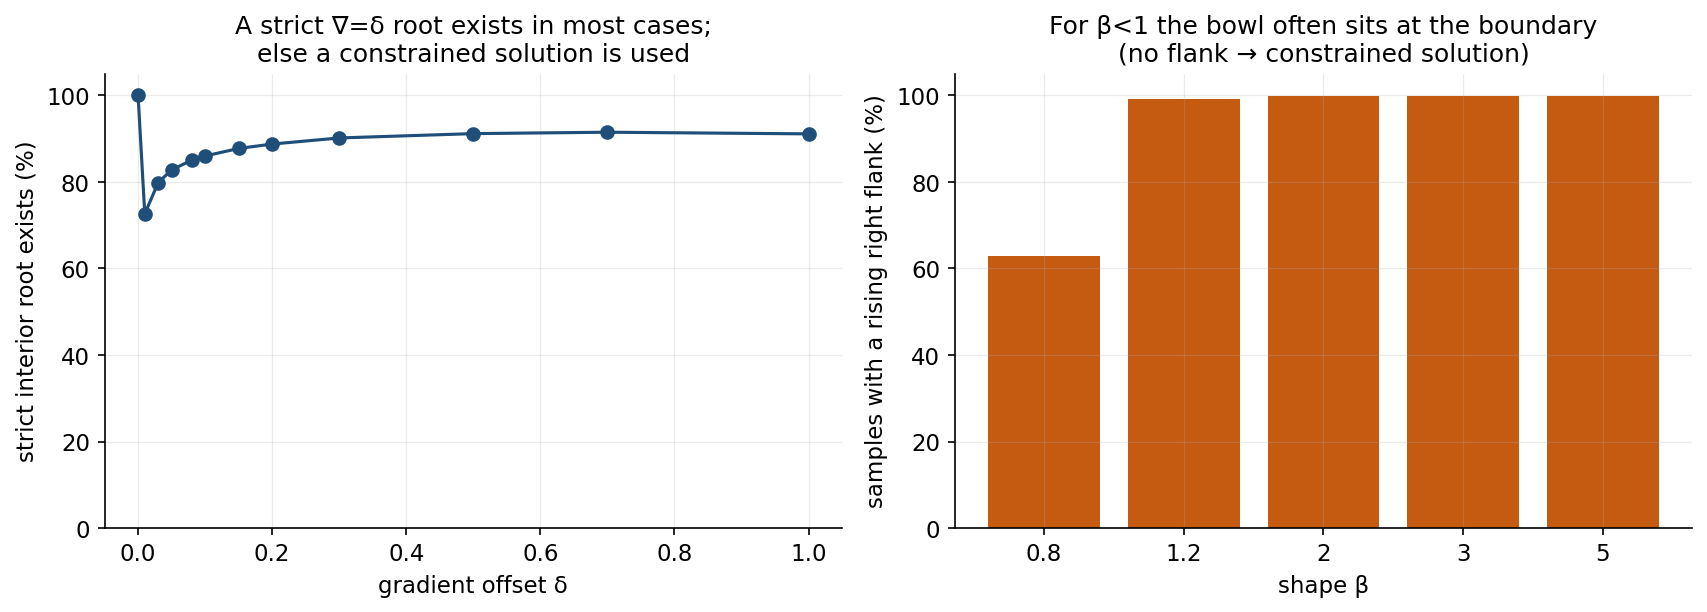 A strict ∇=δ root exists in most cases;
else a constrained solution is used
strict interior root exists (%)
100
80
60
40
20
0
0.0 0.2 0.4 0.6 0.8 1.0
gradient offset δ
For β<1 the bowl often sits at the boundary
(no flank → constrained solution)
samples with a rising right flank (%)
100
80
60
40
20
0
0.8 1.2 2 3 5
shape β